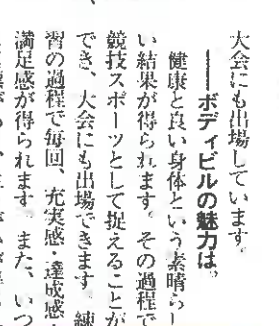 大会にも出場しています。
――ボディビルの魅力は。
健康と良い身体という素晴らし
い結果が得られます。その過程で
競技スポーツとして捉えることが
でき、大会にも出場できます。練
習の過程で毎回、充実感・達成感・
満足感が得られます。また、いつ